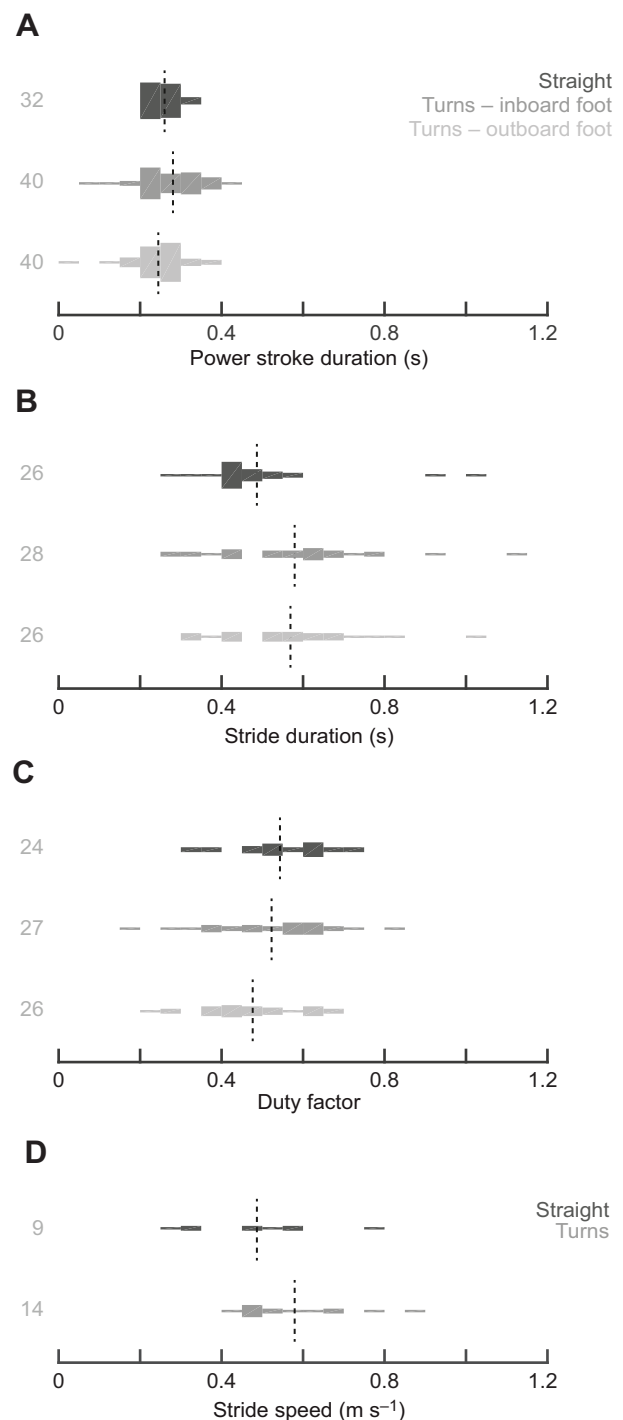 A
32
Straight
Turns – inboard foot
Turns – outboard foot
40
40
0 0.4 0.8 1.2
Power stroke duration (s)
B
26
28
26
0 0.4 0.8 1.2
Stride duration (s)
C
24
27
26
0 0.4 0.8 1.2
Duty factor
D
9
Straight
Turns
14
0 0.4 0.8 1.2
Stride speed (m s⁻¹)